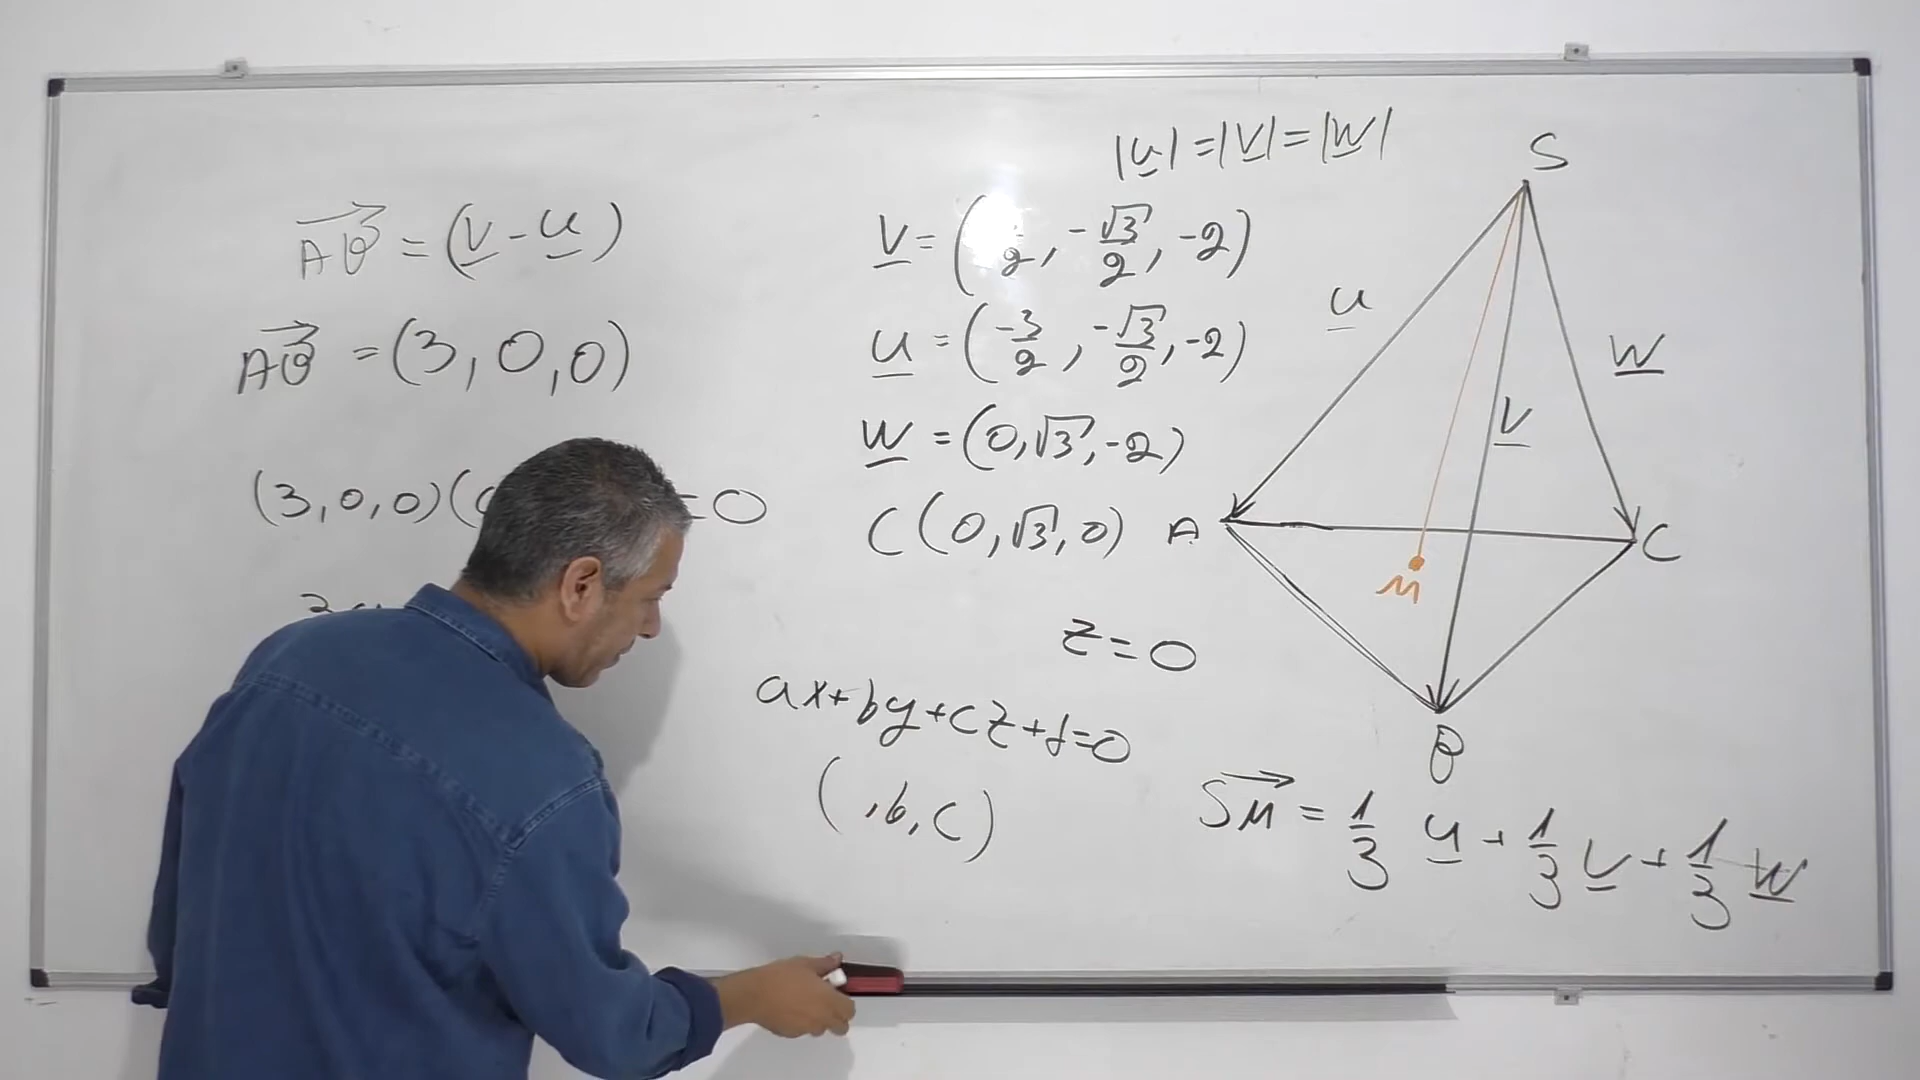 |u| = |v| = |w|
S
AB = (v - u)
v = ( /2, -√3/2, -2)
AB = (3, 0, 0)
u = (-3/2, -√3/2, -2)
u
w
w = (0, √3, -2)
v
(3, 0, 0)( = 0
C (0, √3, 0)
A
C
M
z = 0
ax + by + cz + d = 0
B
( , b, c)
SM = 1/3 u + 1/3 v + 1/3 w